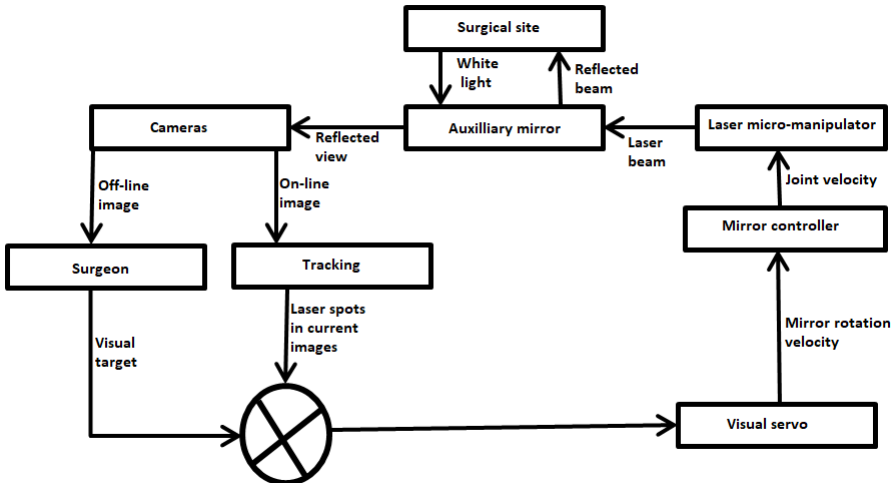 Surgical site
White
light
Reflected
beam
Cameras
Reflected
view
Auxilliary mirror
Laser
beam
Laser micro-manipulator
Off-line
image
On-line
image
Joint velocity
Mirror controller
Surgeon
Tracking
Laser spots
in current
images
Visual
target
Mirror rotation
velocity
Visual servo